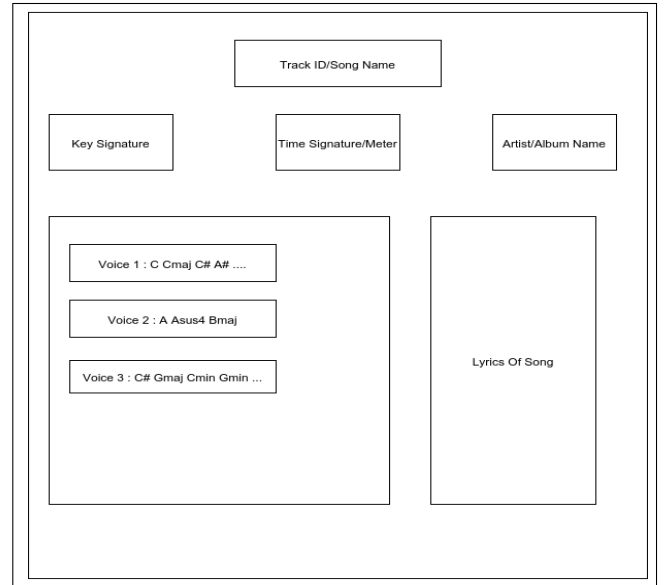 Track ID/Song Name
Key Signature
Time Signature/Meter
Artist/Album Name
Voice 1 : C Cmaj C# A# ....
Voice 2 : A Asus4 Bmaj
Voice 3 : C# Gmaj Cmin Gmin ...
Lyrics Of Song